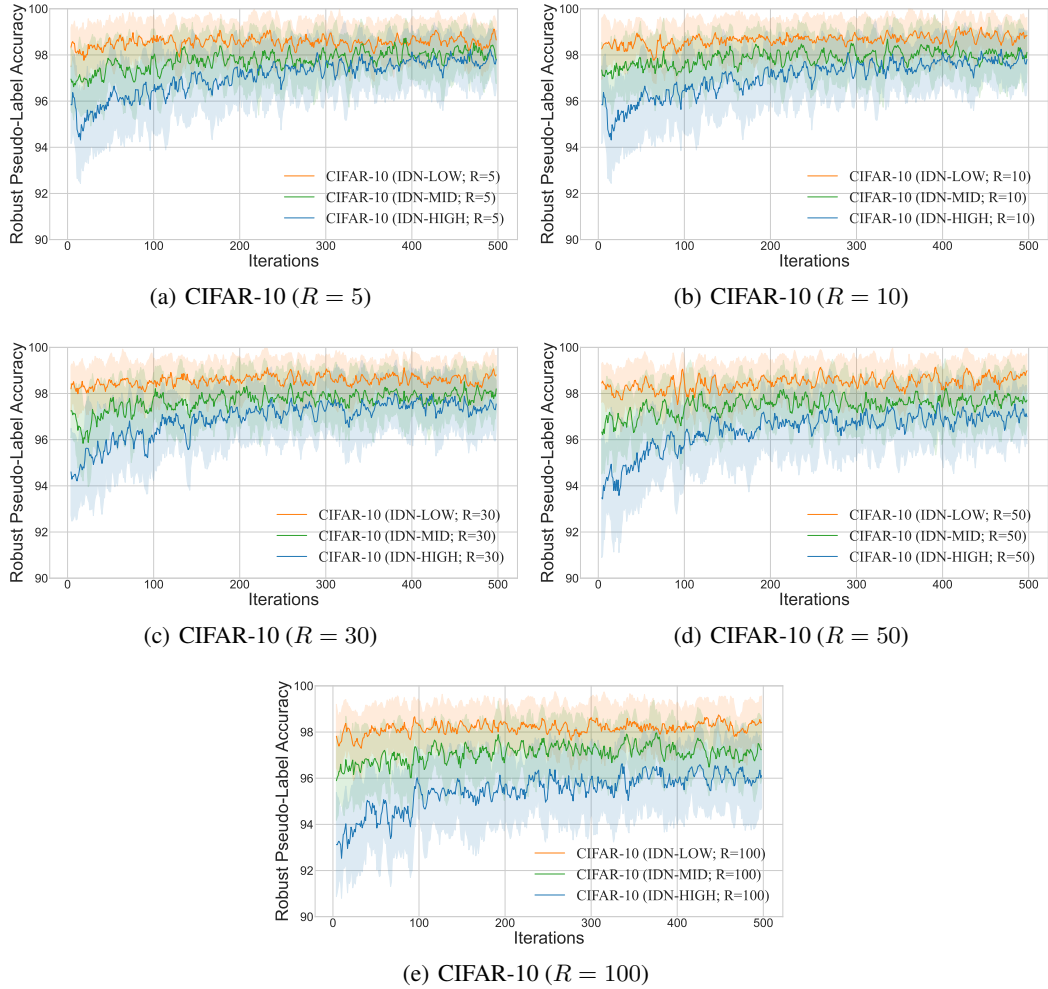 100
98
96
94
92
90
Robust Pseudo-Label Accuracy
CIFAR-10 (IDN-LOW; R=5)
CIFAR-10 (IDN-MID; R=5)
CIFAR-10 (IDN-HIGH; R=5)
0 100 200 300 400 500
Iterations
(a) CIFAR-10 (R = 5)
100
98
96
94
92
90
Robust Pseudo-Label Accuracy
CIFAR-10 (IDN-LOW; R=10)
CIFAR-10 (IDN-MID; R=10)
CIFAR-10 (IDN-HIGH; R=10)
0 100 200 300 400 500
Iterations
(b) CIFAR-10 (R = 10)
100
98
96
94
92
90
Robust Pseudo-Label Accuracy
CIFAR-10 (IDN-LOW; R=30)
CIFAR-10 (IDN-MID; R=30)
CIFAR-10 (IDN-HIGH; R=30)
0 100 200 300 400 500
Iterations
(c) CIFAR-10 (R = 30)
100
98
96
94
92
90
Robust Pseudo-Label Accuracy
CIFAR-10 (IDN-LOW; R=50)
CIFAR-10 (IDN-MID; R=50)
CIFAR-10 (IDN-HIGH; R=50)
0 100 200 300 400 500
Iterations
(d) CIFAR-10 (R = 50)
100
98
96
94
92
90
Robust Pseudo-Label Accuracy
CIFAR-10 (IDN-LOW; R=100)
CIFAR-10 (IDN-MID; R=100)
CIFAR-10 (IDN-HIGH; R=100)
0 100 200 300 400 500
Iterations
(e) CIFAR-10 (R = 100)